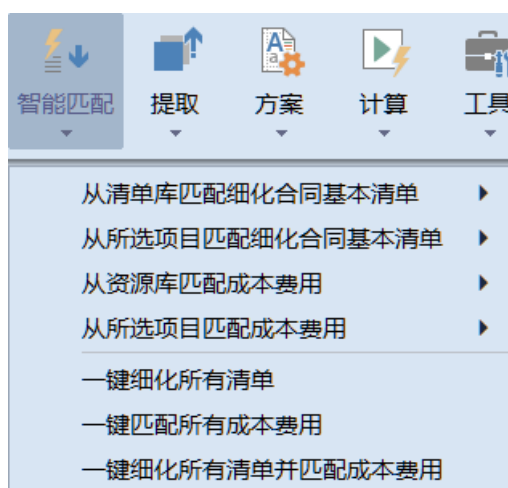 智能匹配 提取 方案 计算 工具
从清单库匹配细化合同基本清单
从所选项目匹配细化合同基本清单
从资源库匹配成本费用
从所选项目匹配成本费用
一键细化所有清单
一键匹配所有成本费用
一键细化所有清单并匹配成本费用